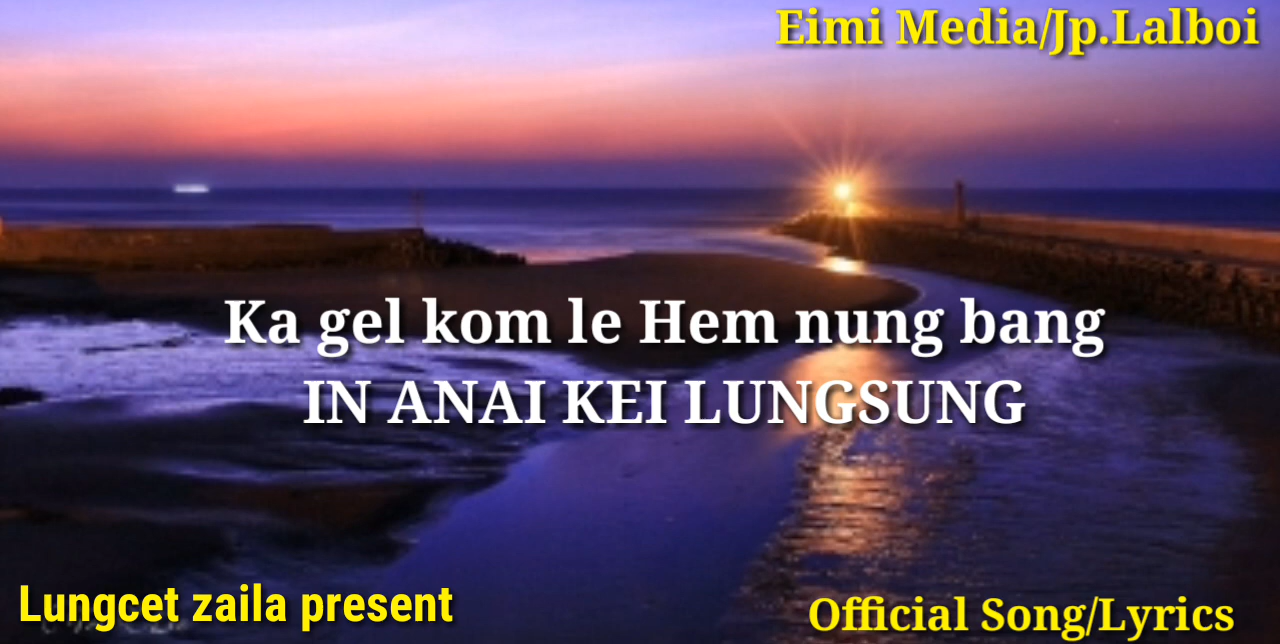 Eimi Media/Jp.Lalboi
Ka gel kom le Hem nung bang
IN ANAI KEI LUNGSUNG
Lungcet zaila present
Official Song/Lyrics